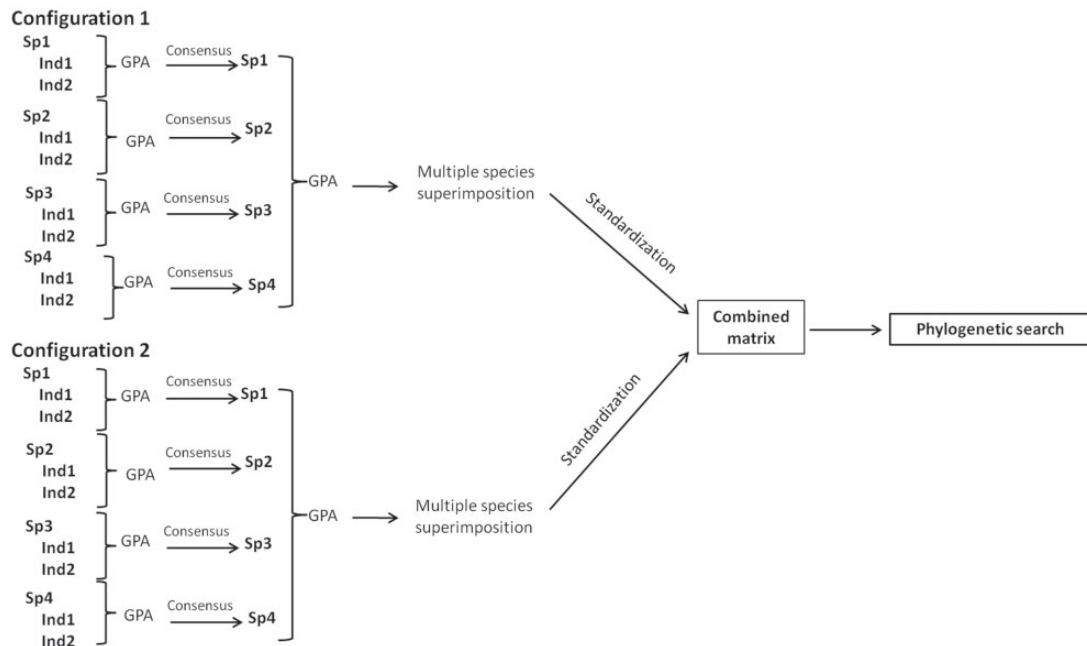 Configuration 1
Sp1
Ind1
Ind2
GPA
Consensus
Sp1
Sp2
Ind1
Ind2
GPA
Consensus
Sp2
Sp3
Ind1
Ind2
GPA
Consensus
Sp3
Sp4
Ind1
Ind2
GPA
Consensus
Sp4
GPA
Multiple species
superimposition
Standardization
Configuration 2
Sp1
Ind1
Ind2
GPA
Consensus
Sp1
Sp2
Ind1
Ind2
GPA
Consensus
Sp2
Sp3
Ind1
Ind2
GPA
Consensus
Sp3
Sp4
Ind1
Ind2
GPA
Consensus
Sp4
GPA
Multiple species
superimposition
Standardization
Combined
matrix
Phylogenetic search